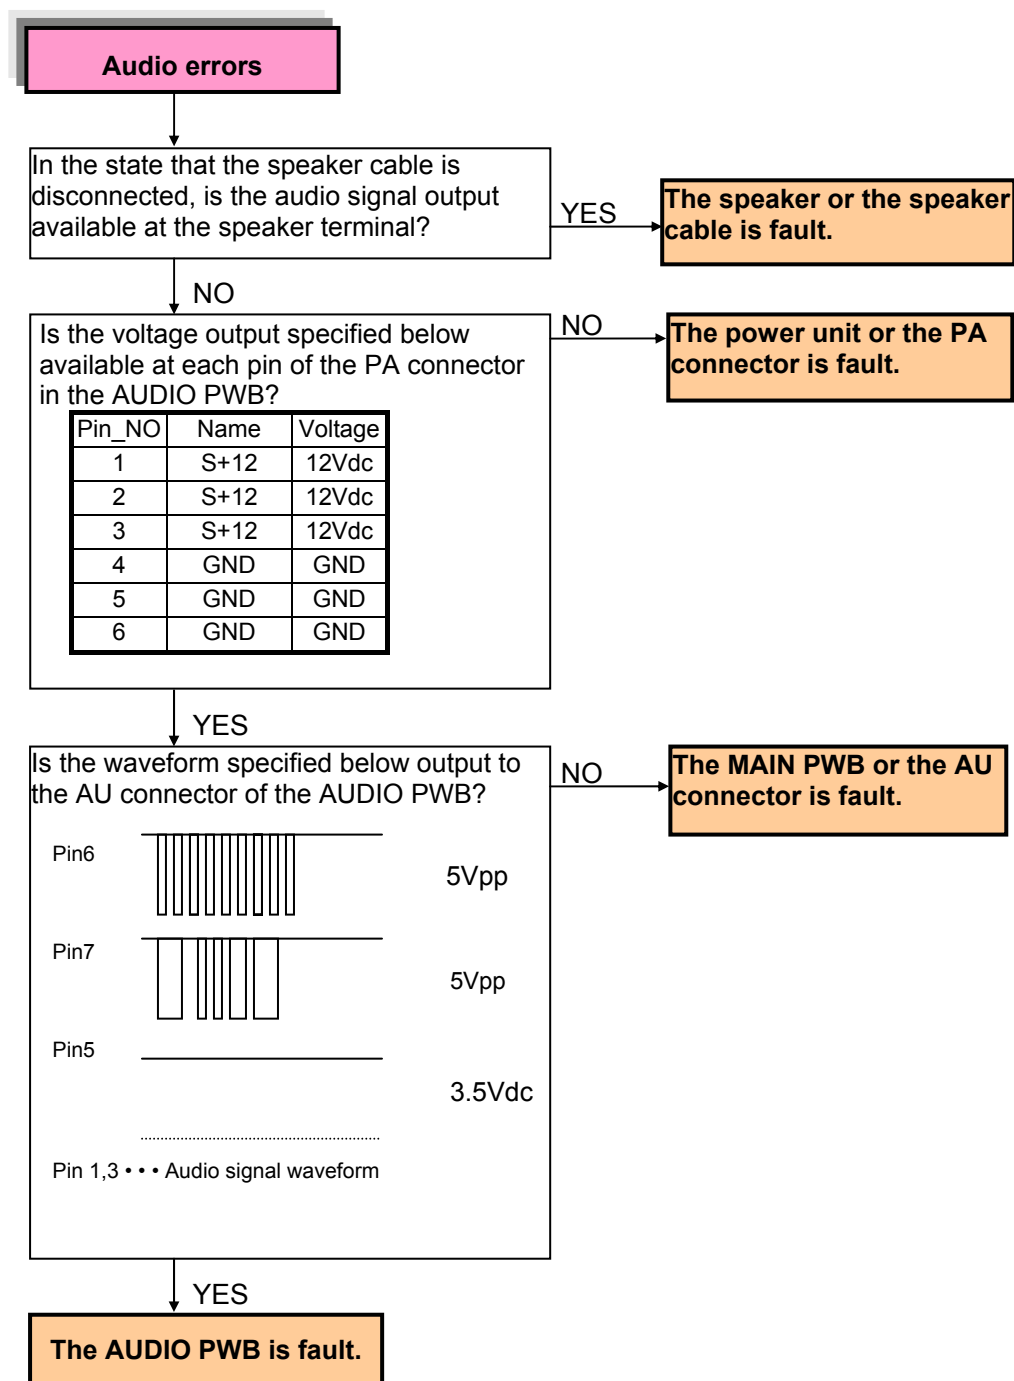 Audio errors
In the state that the speaker cable is
disconnected, is the audio signal output
available at the speaker terminal?
YES
The speaker or the speaker
cable is fault.
NO
Is the voltage output specified below
available at each pin of the PA connector
in the AUDIO PWB?
NO
The power unit or the PA
connector is fault.
Pin_NO Name Voltage
1 S+12 12Vdc
2 S+12 12Vdc
3 S+12 12Vdc
4 GND GND
5 GND GND
6 GND GND
YES
Is the waveform specified below output to
the AU connector of the AUDIO PWB?
NO
The MAIN PWB or the AU
connector is fault.
Pin6
5Vpp
Pin7
5Vpp
Pin5
3.5Vdc
Pin 1,3 • • • Audio signal waveform
YES
The AUDIO PWB is fault.